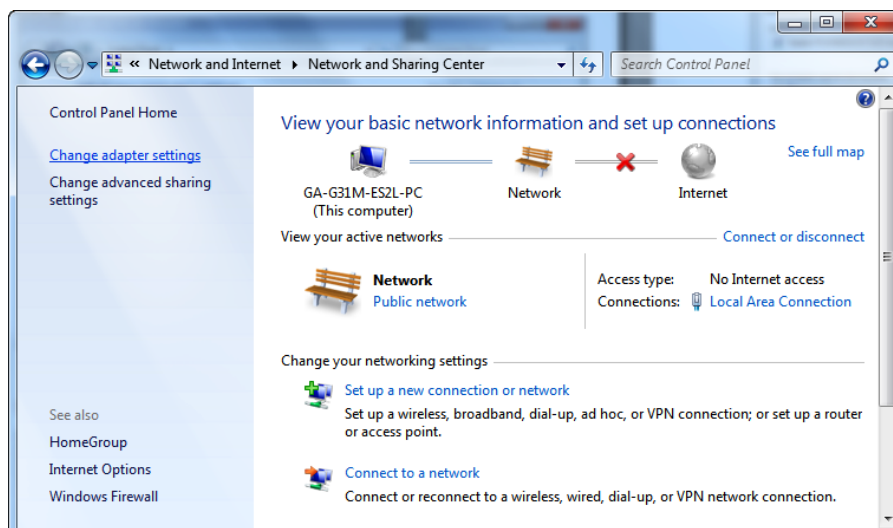 « Network and Internet ▸ Network and Sharing Center
Search Control Panel
Control Panel Home
Change adapter settings
Change advanced sharing
settings
See also
HomeGroup
Internet Options
Windows Firewall
View your basic network information and set up connections
See full map
GA-G31M-ES2L-PC
(This computer)
Network
Internet
View your active networks
Connect or disconnect
Network
Public network
Access type: No Internet access
Connections: Local Area Connection
Change your networking settings
Set up a new connection or network
Set up a wireless, broadband, dial-up, ad hoc, or VPN connection; or set up a router
or access point.
Connect to a network
Connect or reconnect to a wireless, wired, dial-up, or VPN network connection.